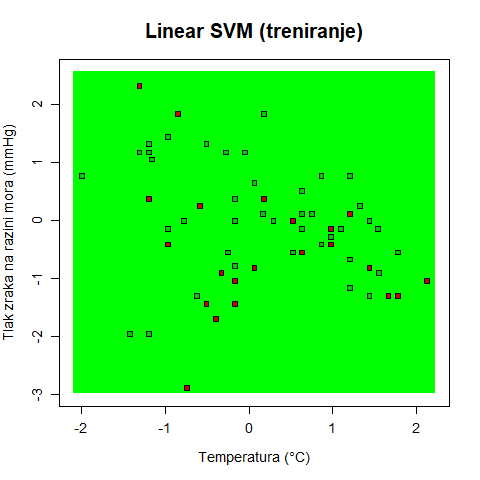 Linear SVM (treniranje)
Tlak zraka na razini mora (mmHg)
2
1
0
-1
-2
-3
-2 -1 0 1 2
Temperatura (°C)